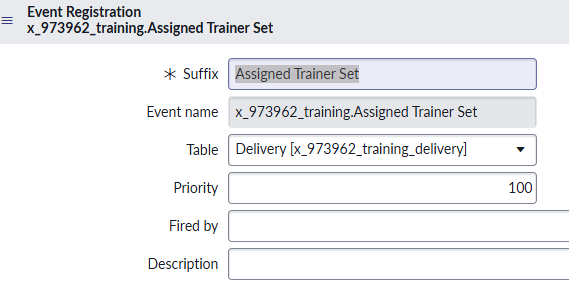 Event Registration
x_973962_training.Assigned Trainer Set
* Suffix Assigned Trainer Set
Event name x_973962_training.Assigned Trainer Set
Table Delivery [x_973962_training_delivery]
Priority 100
Fired by
Description